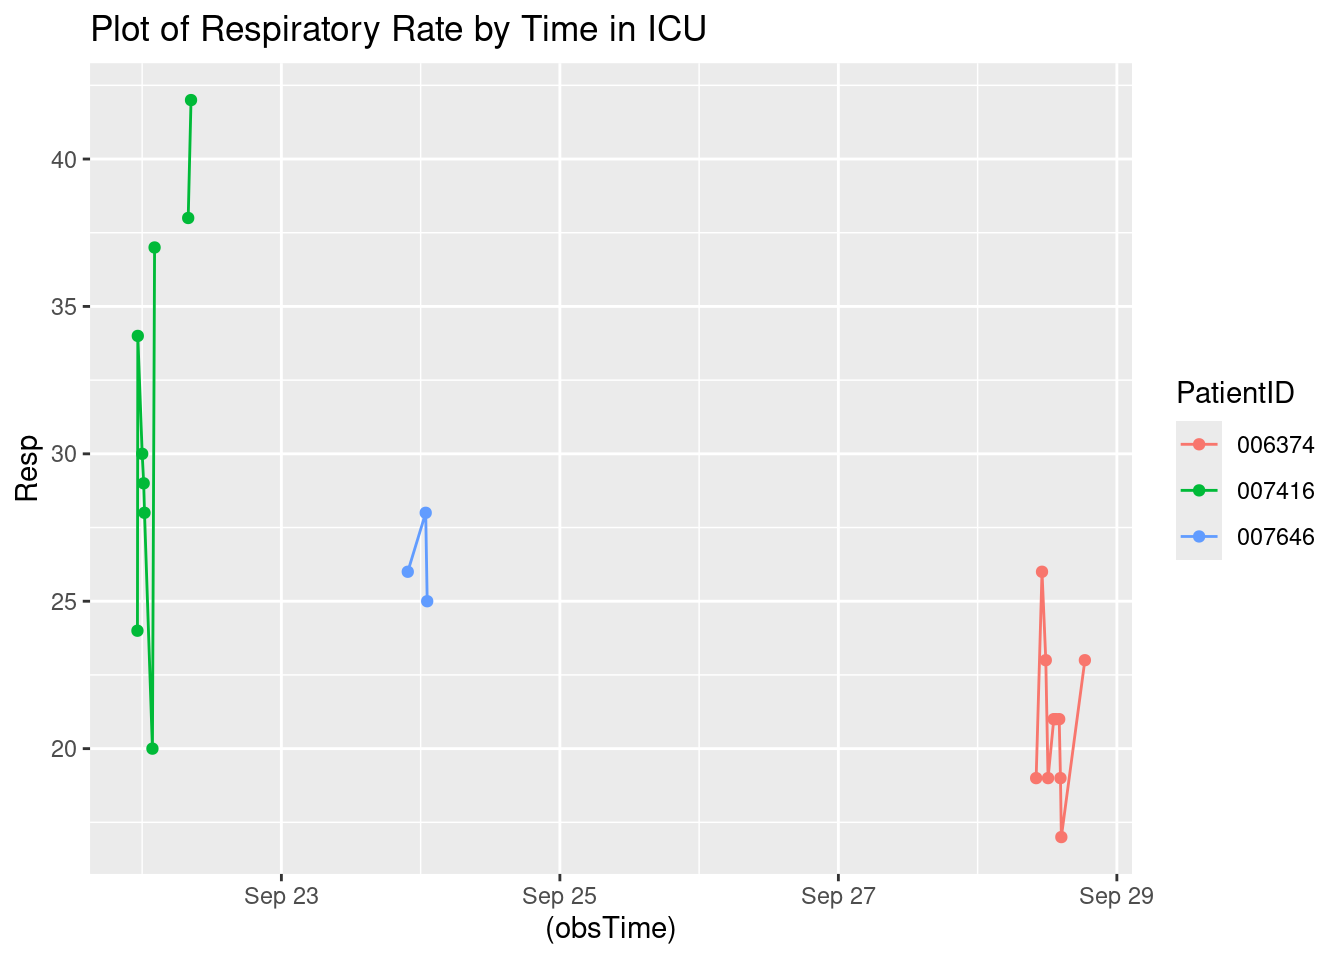 Plot of Respiratory Rate by Time in ICU
40
35
30
25
20
Resp
Sep 23
Sep 25
Sep 27
Sep 29
(obsTime)
PatientID
006374
007416
007646